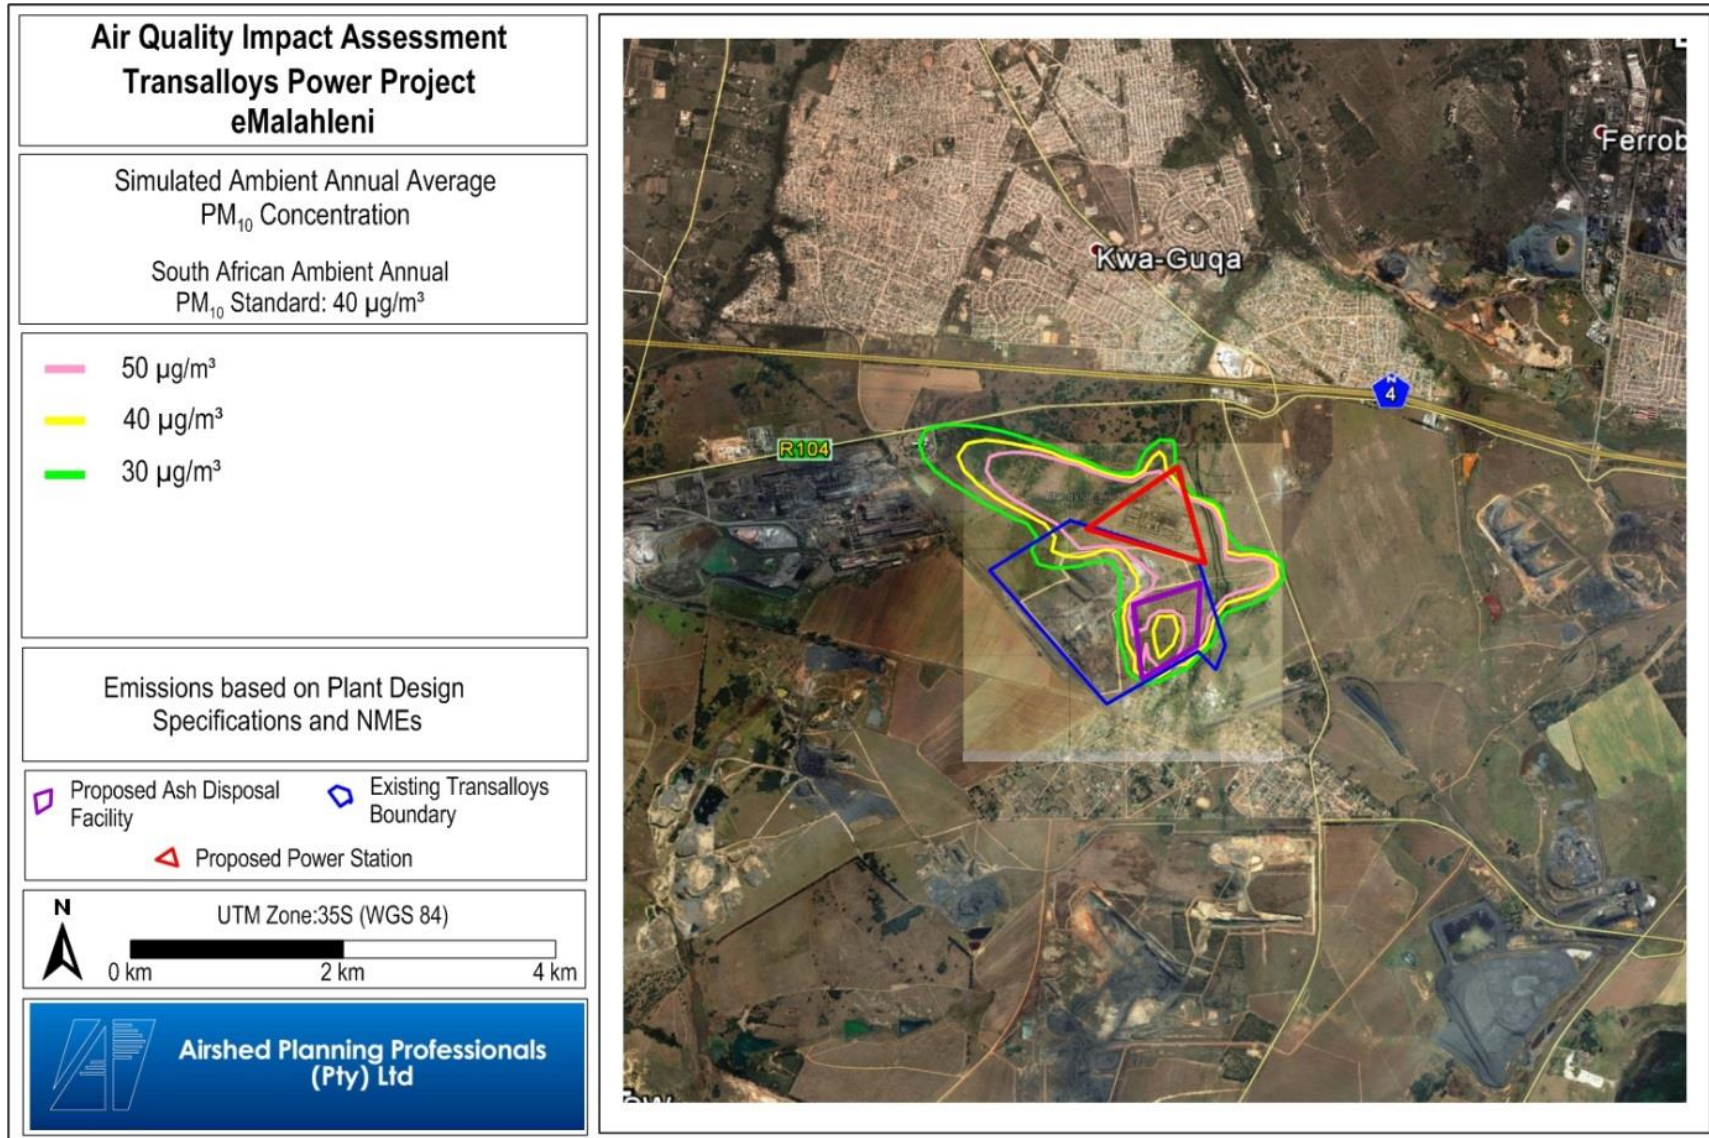 Air Quality Impact Assessment
Transalloys Power Project
eMalahleni
Simulated Ambient Annual Average
PM₁₀ Concentration
South African Ambient Annual
PM₁₀ Standard: 40 µg/m³
50 µg/m³
40 µg/m³
30 µg/m³
Emissions based on Plant Design
Specifications and NMEs
Proposed Ash Disposal
Facility
Existing Transalloys
Boundary
Proposed Power Station
N
UTM Zone:35S (WGS 84)
0 km
2 km
4 km
Airshed Planning Professionals
(Pty) Ltd
Ferrob
Kwa-Guqa
N
4
R104